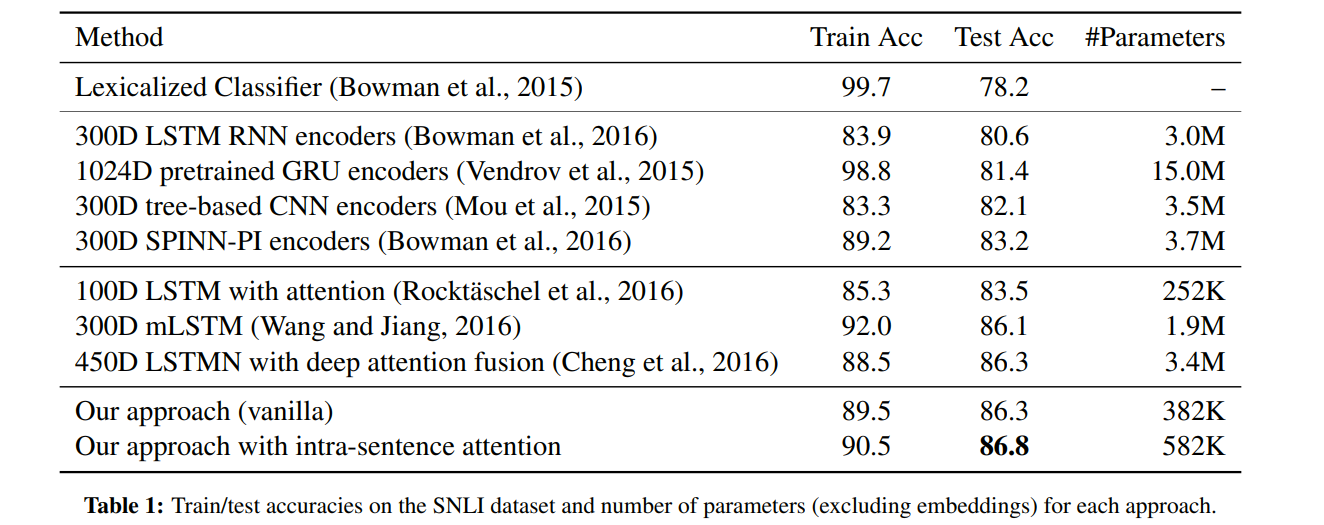 Method Train Acc Test Acc #Parameters
Lexicalized Classifier (Bowman et al., 2015) 99.7 78.2 –
300D LSTM RNN encoders (Bowman et al., 2016) 83.9 80.6 3.0M
1024D pretrained GRU encoders (Vendrov et al., 2015) 98.8 81.4 15.0M
300D tree-based CNN encoders (Mou et al., 2015) 83.3 82.1 3.5M
300D SPINN-PI encoders (Bowman et al., 2016) 89.2 83.2 3.7M
100D LSTM with attention (Rocktäschel et al., 2016) 85.3 83.5 252K
300D mLSTM (Wang and Jiang, 2016) 92.0 86.1 1.9M
450D LSTMN with deep attention fusion (Cheng et al., 2016) 88.5 86.3 3.4M
Our approach (vanilla) 89.5 86.3 382K
Our approach with intra-sentence attention 90.5 86.8 582K
Table 1: Train/test accuracies on the SNLI dataset and number of parameters (excluding embeddings) for each approach.